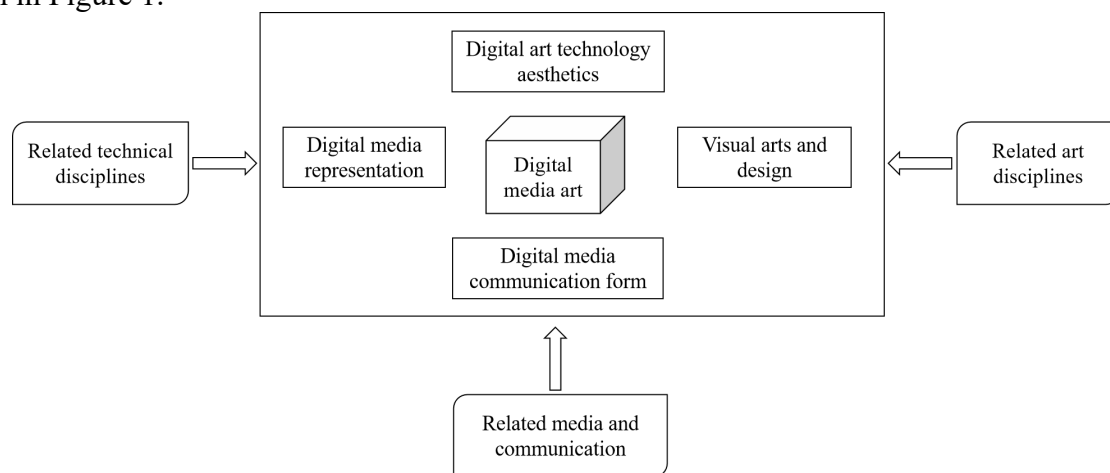 in Figure 1.
Digital art technology
aesthetics
Related technical
disciplines
Digital media
representation
Digital
media art
Visual arts and
design
Related art
disciplines
Digital media
communication form
Related media and
communication